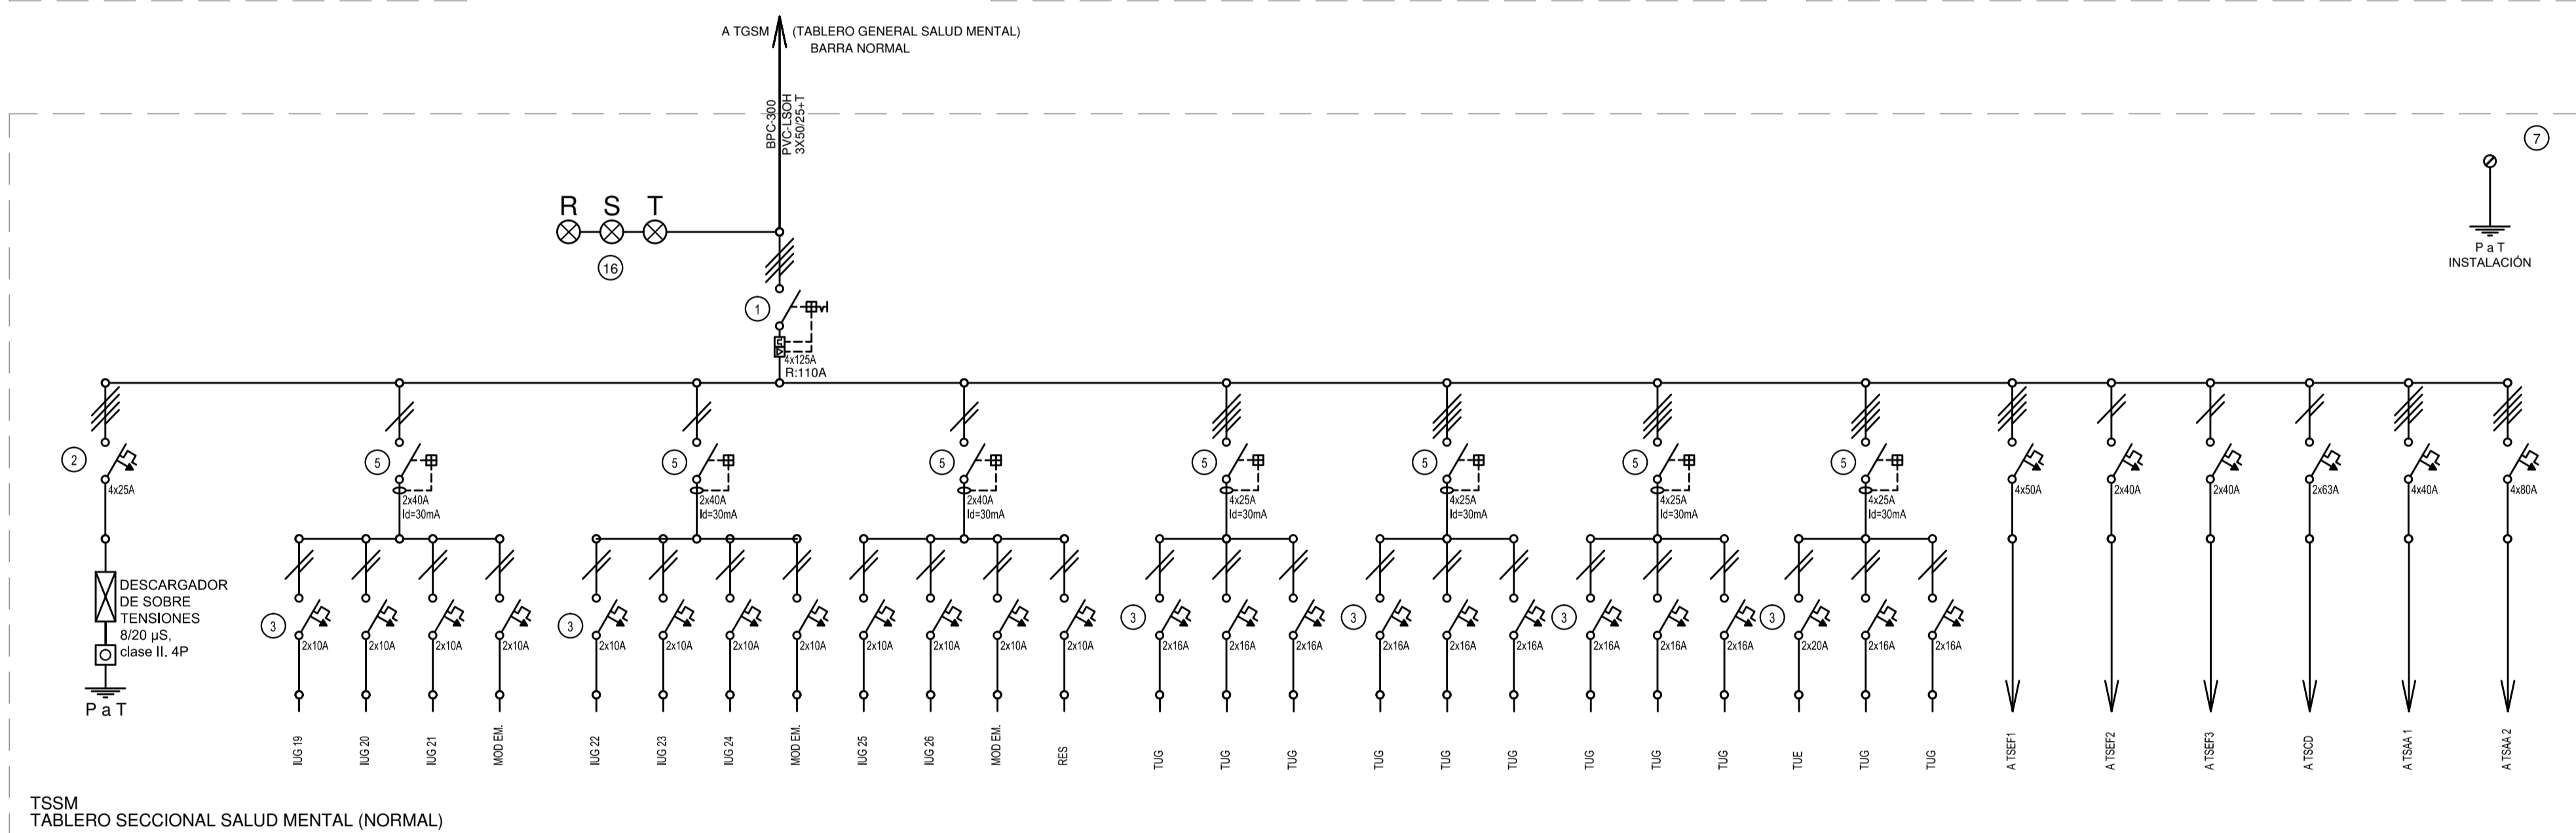 A TGSM (TABLERO GENERAL SALUD MENTAL)
BARRA NORMAL
BPC-300
PVC-LSOH
3X50/25+T
7
R S T
16
P a T
INSTALACIÓN
1
4x125A
R:110A
2
4x25A
5
2x40A
Id=30mA
5
2x40A
Id=30mA
5
2x40A
Id=30mA
5
4x25A
Id=30mA
5
4x25A
Id=30mA
5
4x25A
Id=30mA
5
4x25A
Id=30mA
4x50A
2x40A
2x40A
2x63A
4x40A
4x80A
DESCARGADOR
DE SOBRE
TENSIONES
8/20 µS,
clase II. 4P
P a T
3
2x10A
2x10A
2x10A
2x10A
3
2x10A
2x10A
2x10A
2x10A
2x10A
2x10A
2x10A
2x10A
3
2x16A
2x16A
2x16A
3
2x16A
2x16A
2x16A
3
2x16A
2x16A
2x16A
3
2x20A
2x16A
2x16A
IUG 19
IUG 20
IUG 21
MOD EM.
IUG 22
IUG 23
IUG 24
MOD EM.
IUG 25
IUG 26
MOD EM.
RES
TUG
TUG
TUG
TUG
TUG
TUG
TUG
TUG
TUG
TUE
TUG
TUG
A TSEF1
A TSEF2
A TSEF3
A TSCD
A TSAA 1
A TSAA 2
TSSM
TABLERO SECCIONAL SALUD MENTAL (NORMAL)